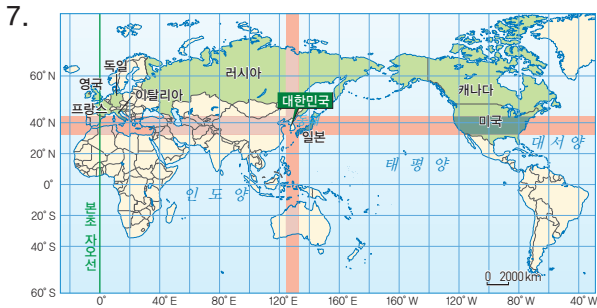 7.
독일
영국
러시아
이탈리아
프랑스
대한민국
일본
캐나다
미국
대서양
태평양
인도양
본초 자오선
60°N
40°N
20°N
0°
20°S
40°S
60°S
0 2000km
0° 40°E 80°E 120°E 160°E 160°W 120°W 80°W 40°W